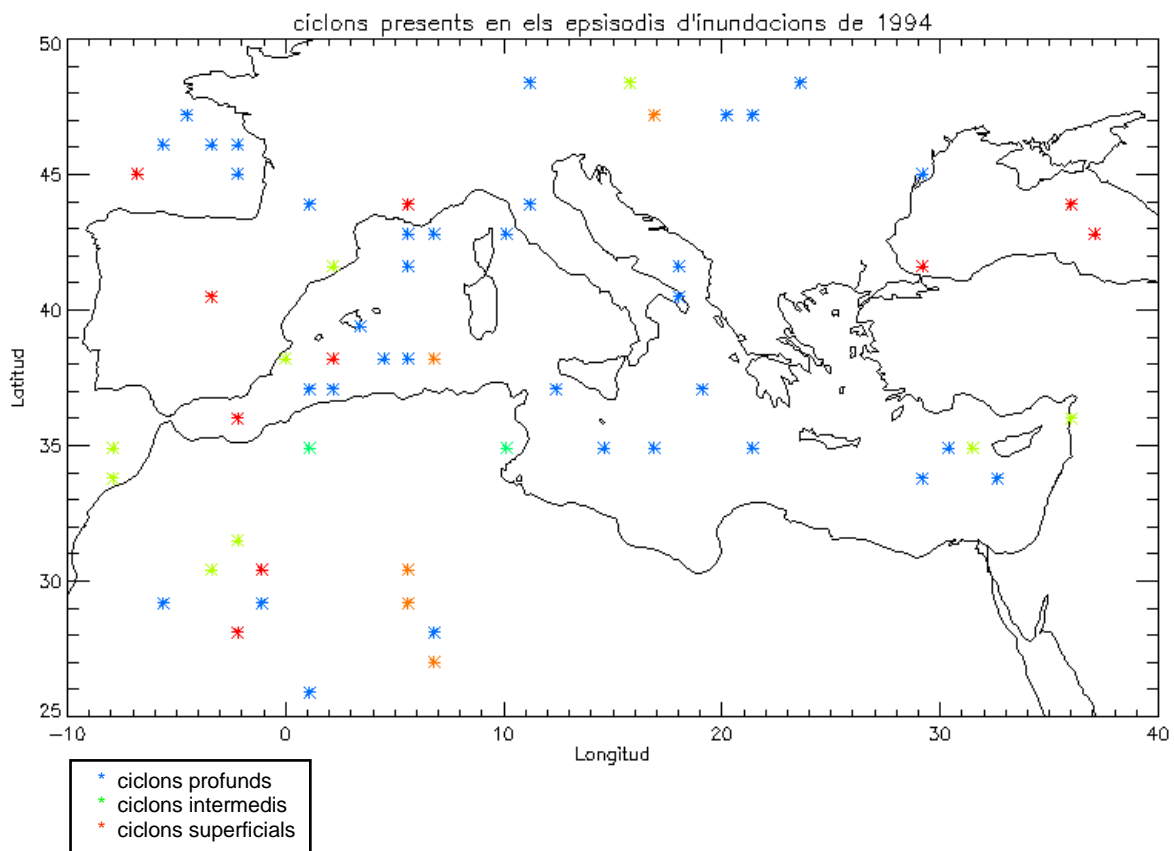 ciclons presents en els epsisadis d'inundacions de 1994
50
45
40
35
30
25
Latitud
-10 0 10 20 30 40
Longitud
* ciclons profunds
* ciclons intermedis
* ciclons superficials